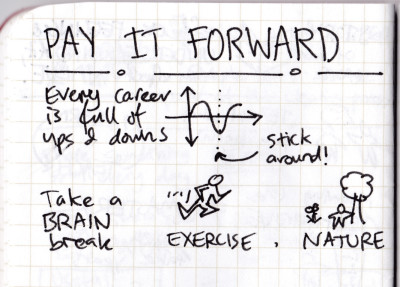 PAY IT FORWARD
Every career
is full of
ups & downs
stick
around!
Take a
BRAIN
break
EXERCISE, NATURE